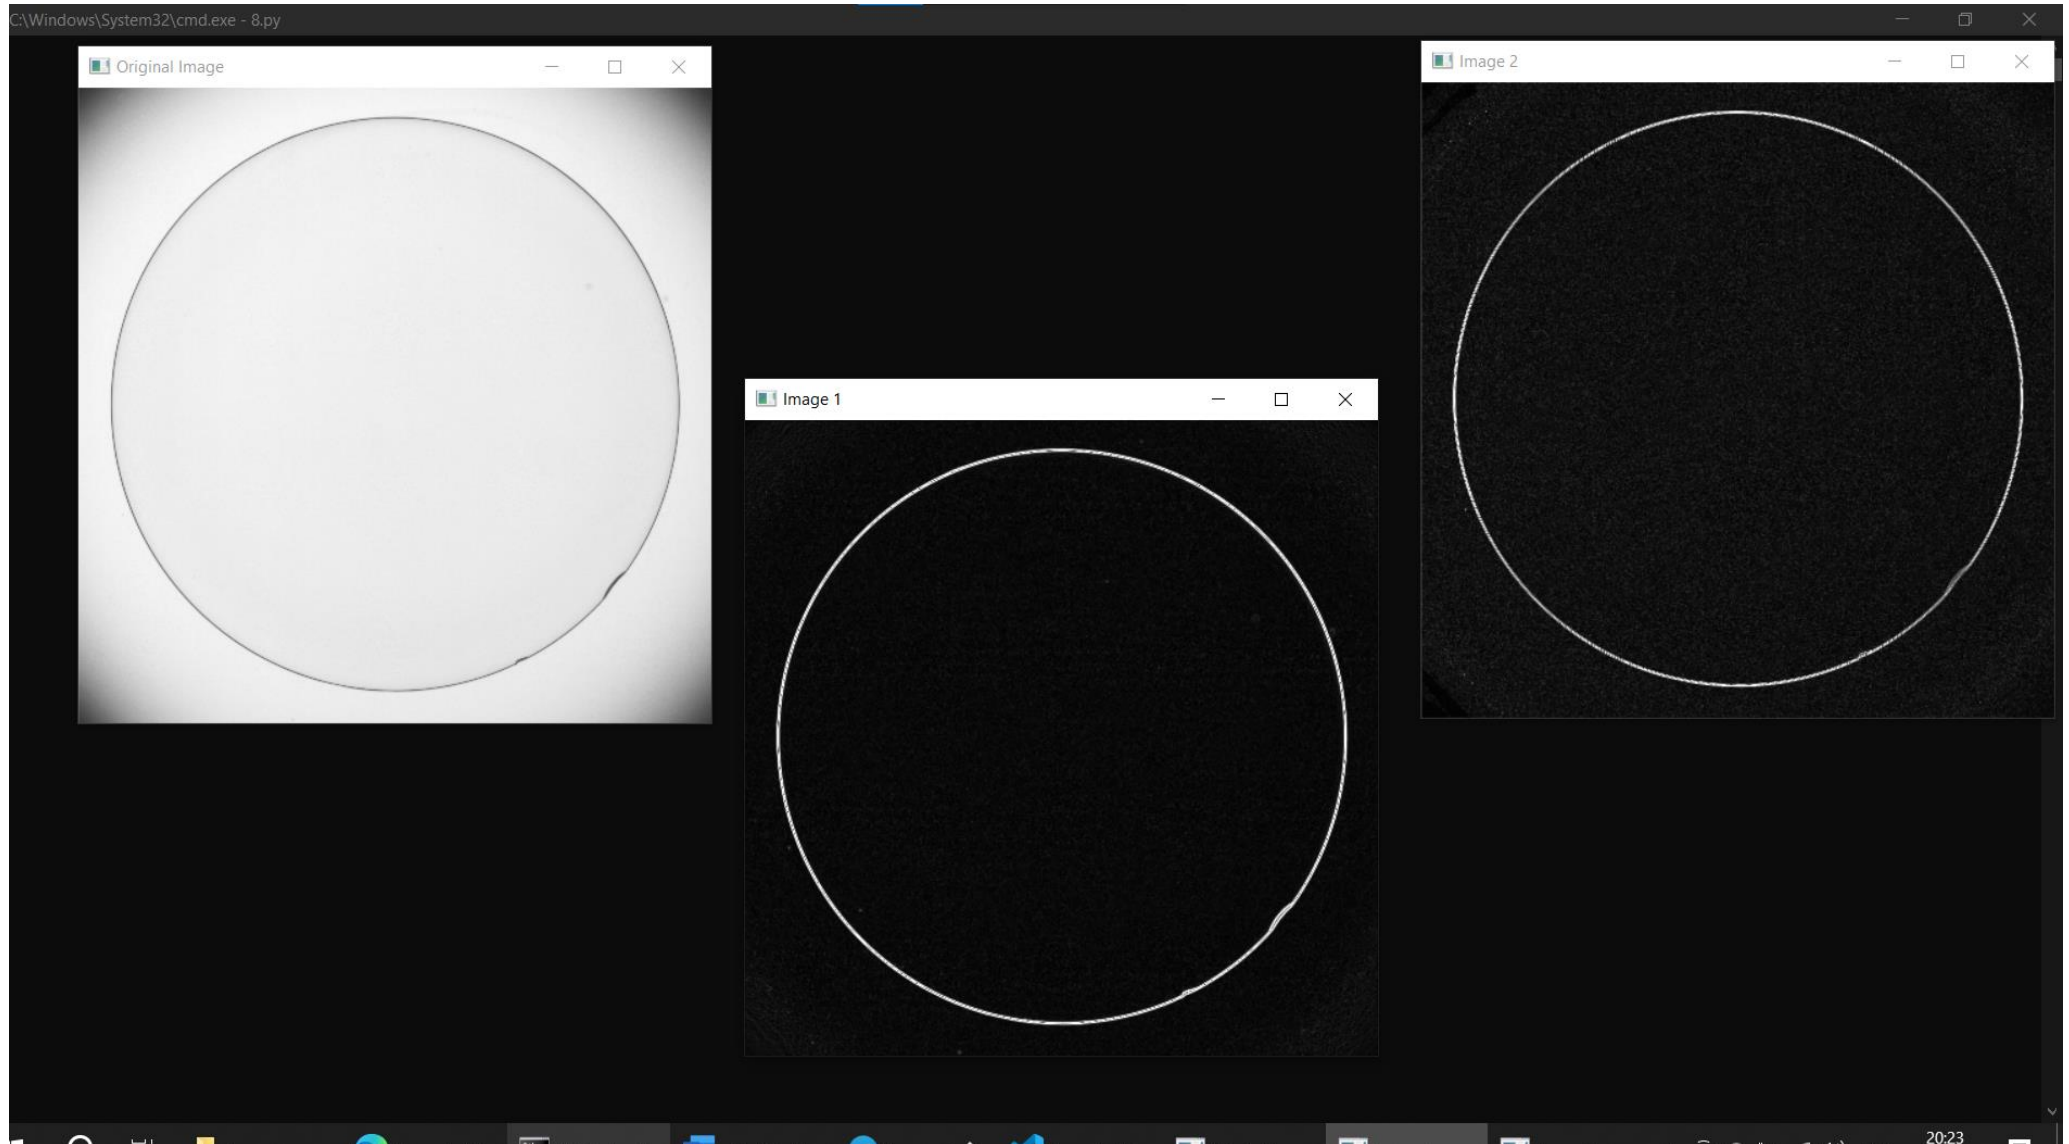 C:\Windows\System32\cmd.exe - 8.py
Original Image
Image 2
Image 1
20:23